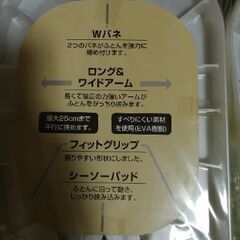 Wバネ
2つのバネがふとんを強力に
締め付けます。
ロング&
ワイドアーム
長くて幅広の力強いアームが
ふとんをがっちり挟みます。
最大25cmまで
平行に挟めます。
すべりにくい素材
を使用(EVA樹脂)
フィットグリップ
握りやすい形状にしました。
シーソーパッド
ふとんに沿って動き、
しっかり挟み込みます。